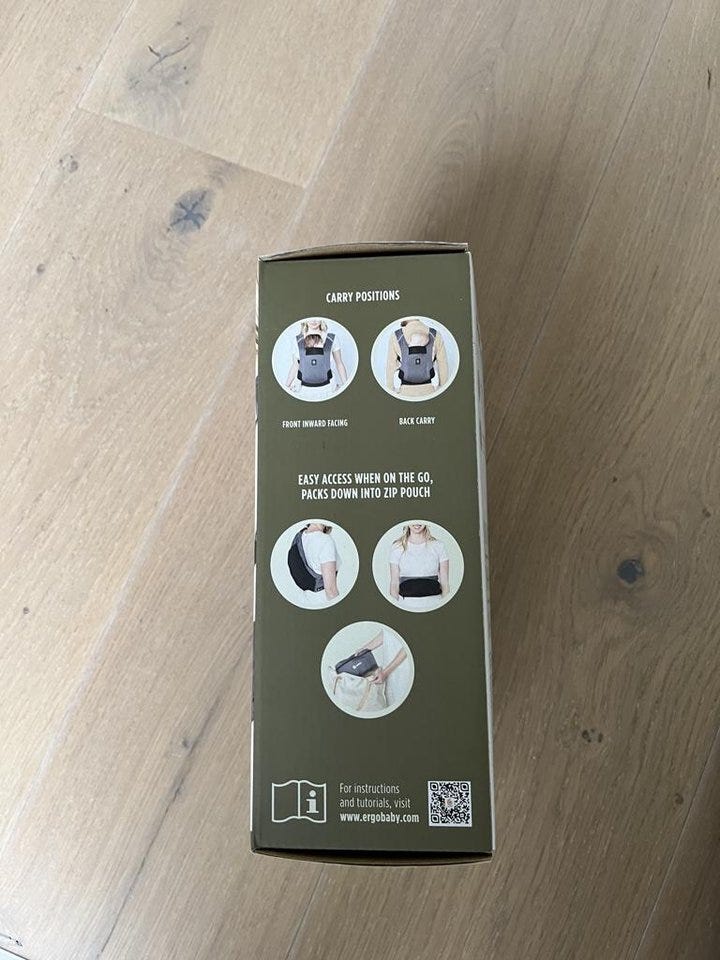 CARRY POSITIONS
FRONT INWARD FACING
BACK CARRY
EASY ACCESS WHEN ON THE GO,
PACKS DOWN INTO ZIP POUCH
For instructions
and tutorials, visit
www.ergobaby.com